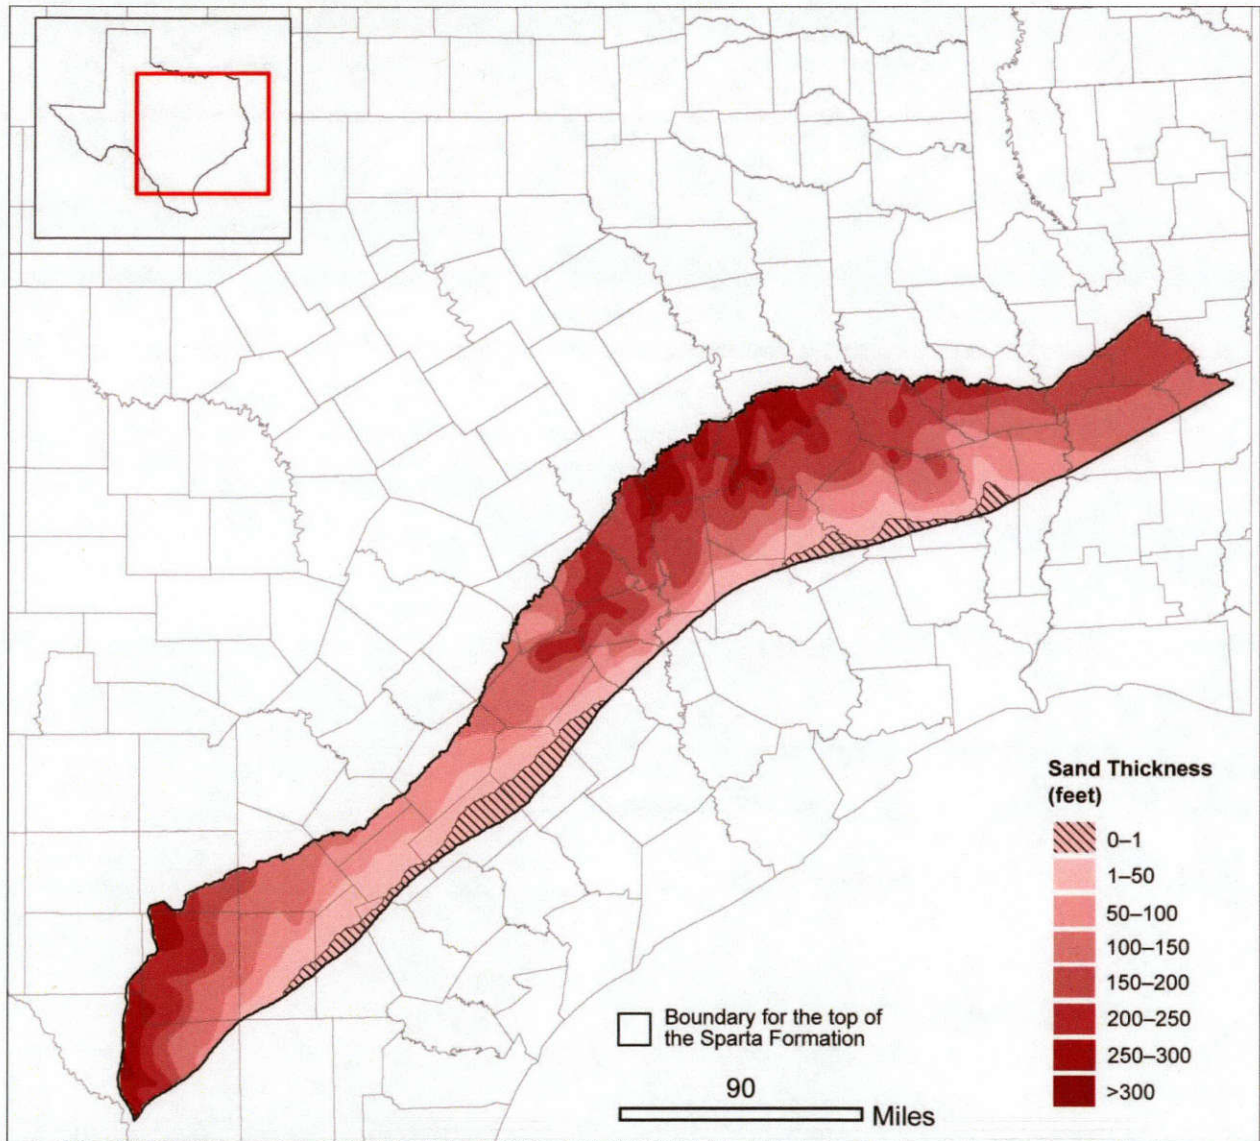 Sand Thickness
(feet)
0–1
1–50
50–100
100–150
150–200
200–250
250–300
>300
Boundary for the top of
the Sparta Formation
90
Miles